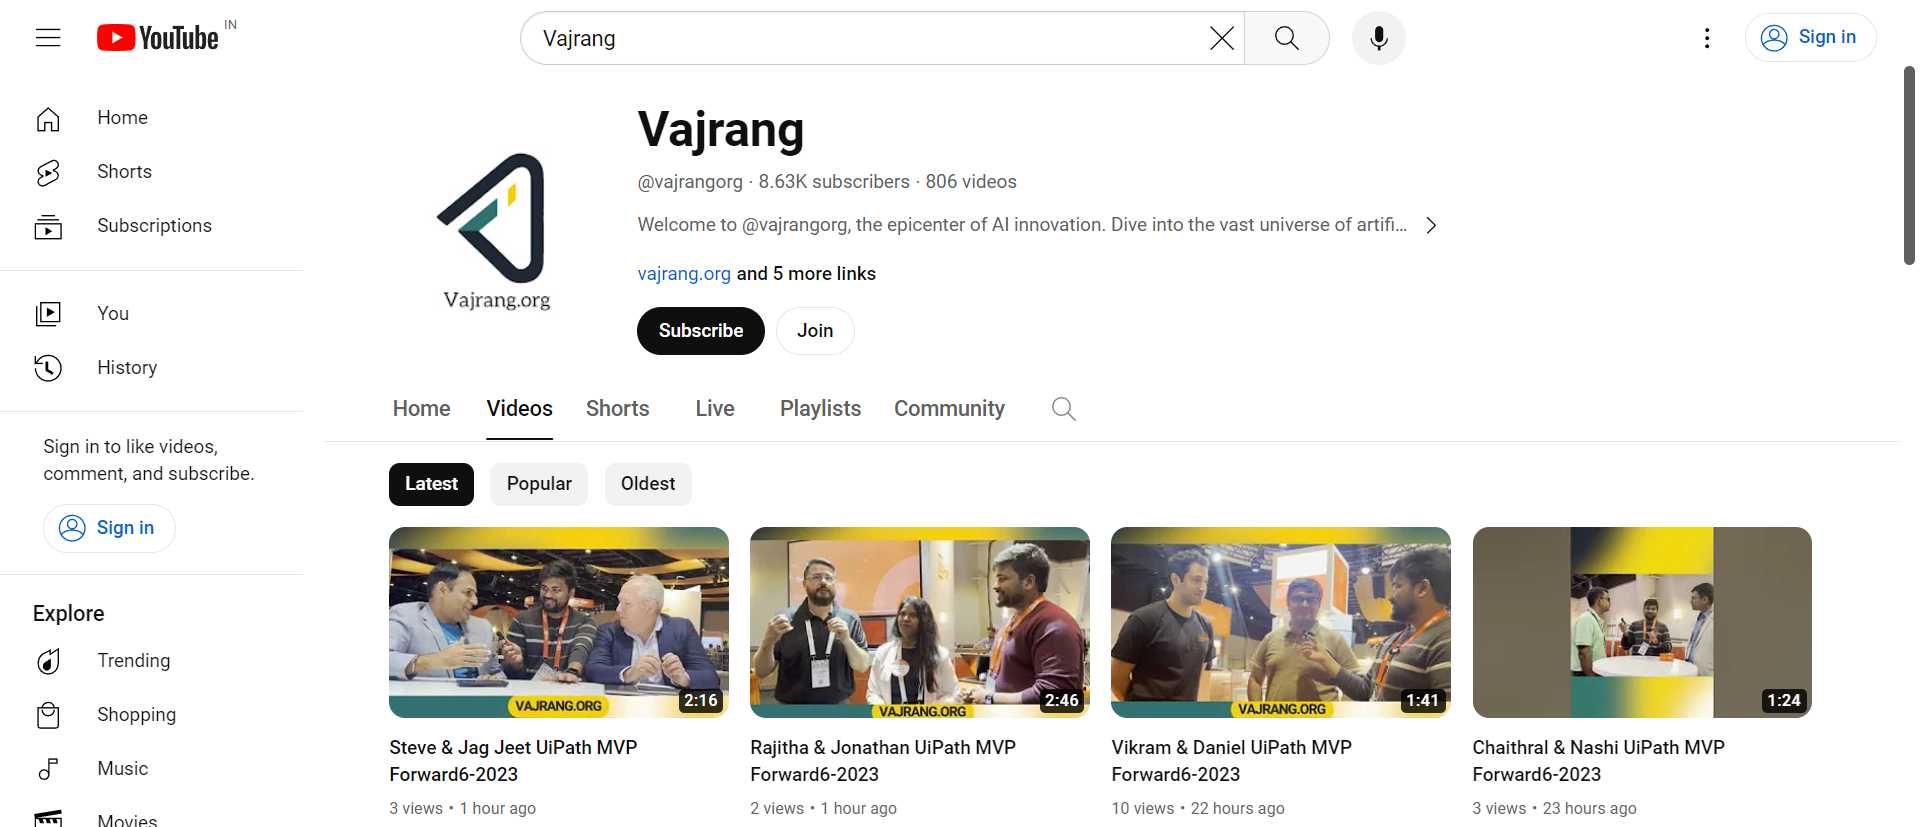 YouTube IN
Vajrang
Sign in
Home
Shorts
Subscriptions
You
History
Sign in to like videos,
comment, and subscribe.
Sign in
Explore
Trending
Shopping
Music
Movies
Vajrang.org
Vajrang
@vajrangorg · 8.63K subscribers · 806 videos
Welcome to @vajrangorg, the epicenter of AI innovation. Dive into the vast universe of artifi...
vajrang.org and 5 more links
Subscribe Join
Home Videos Shorts Live Playlists Community
Latest Popular Oldest
VAJRANG.ORG 2:16
Steve & Jag Jeet UiPath MVP
Forward6-2023
3 views • 1 hour ago
VAJRANG.ORG 2:46
Rajitha & Jonathan UiPath MVP
Forward6-2023
2 views • 1 hour ago
VAJRANG.ORG 1:41
Vikram & Daniel UiPath MVP
Forward6-2023
10 views • 22 hours ago
1:24
Chaithral & Nashi UiPath MVP
Forward6-2023
3 views • 23 hours ago